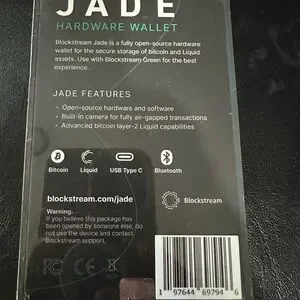 JADE
HARDWARE WALLET
Blockstream Jade is a fully open-source hardware
wallet for the secure storage of bitcoin and Liquid
assets. Use with Blockstream Green for the best
experience.
JADE FEATURES
· Open-source hardware and software
· Built-in camera for fully air-gapped transactions
· Advanced bitcoin layer-2 Liquid capabilities
Bitcoin Liquid USB Type C Bluetooth
blockstream.com/jade
Blockstream
Warning:
If you believe this package has
been opened by someone else, do
not use the device and contact
Blockstream support.
FC CE
1 97644 69794 6